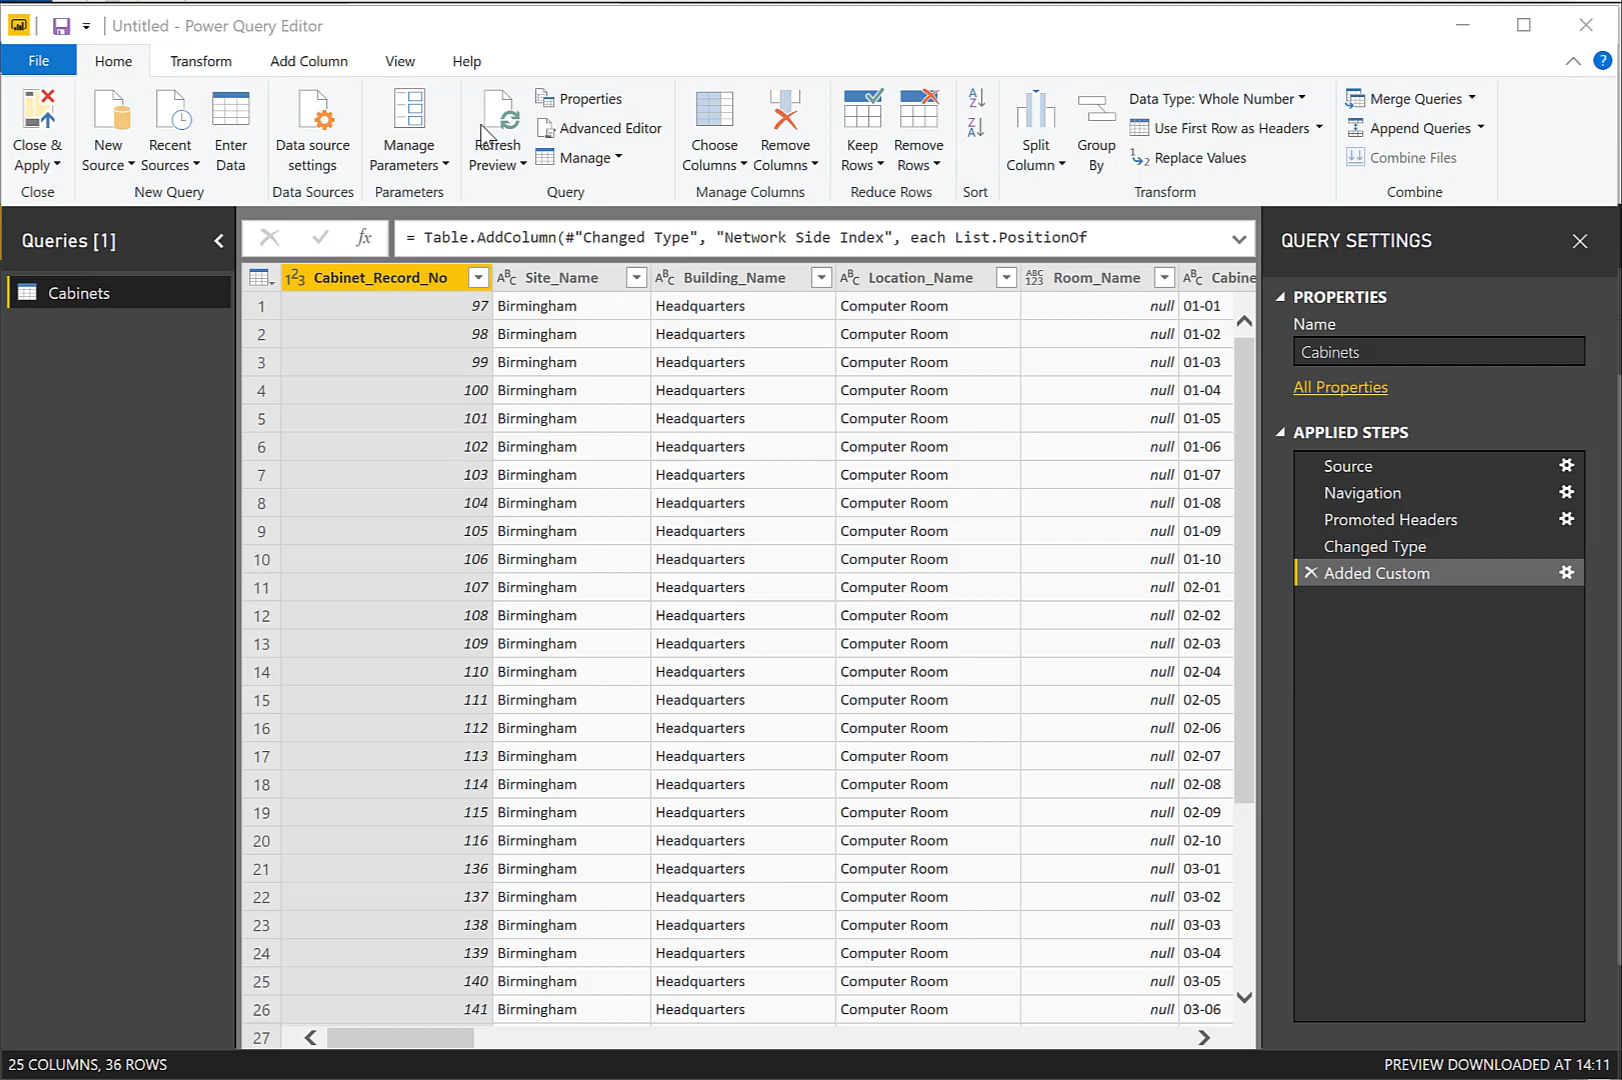 Untitled - Power Query Editor
File Home Transform Add Column View Help
Close & Apply
New Source
Recent Sources
Enter Data
Data source settings
Manage Parameters
Refresh Preview
Properties
Advanced Editor
Manage
Choose Columns
Remove Columns
Keep Rows
Remove Rows
Split Column
Group By
Data Type: Whole Number
Use First Row as Headers
Replace Values
Merge Queries
Append Queries
Combine Files
Close New Query Data Sources Parameters Query Manage Columns Reduce Rows Sort Transform Combine
Queries [1]
Cabinets
fx = Table.AddColumn(#"Changed Type", "Network Side Index", each List.PositionOf
Cabinet_Record_No Site_Name Building_Name Location_Name Room_Name Cabine
1 97 Birmingham Headquarters Computer Room null 01-01
2 98 Birmingham Headquarters Computer Room null 01-02
3 99 Birmingham Headquarters Computer Room null 01-03
4 100 Birmingham Headquarters Computer Room null 01-04
5 101 Birmingham Headquarters Computer Room null 01-05
6 102 Birmingham Headquarters Computer Room null 01-06
7 103 Birmingham Headquarters Computer Room null 01-07
8 104 Birmingham Headquarters Computer Room null 01-08
9 105 Birmingham Headquarters Computer Room null 01-09
10 106 Birmingham Headquarters Computer Room null 01-10
11 107 Birmingham Headquarters Computer Room null 02-01
12 108 Birmingham Headquarters Computer Room null 02-02
13 109 Birmingham Headquarters Computer Room null 02-03
14 110 Birmingham Headquarters Computer Room null 02-04
15 111 Birmingham Headquarters Computer Room null 02-05
16 112 Birmingham Headquarters Computer Room null 02-06
17 113 Birmingham Headquarters Computer Room null 02-07
18 114 Birmingham Headquarters Computer Room null 02-08
19 115 Birmingham Headquarters Computer Room null 02-09
20 116 Birmingham Headquarters Computer Room null 02-10
21 136 Birmingham Headquarters Computer Room null 03-01
22 137 Birmingham Headquarters Computer Room null 03-02
23 138 Birmingham Headquarters Computer Room null 03-03
24 139 Birmingham Headquarters Computer Room null 03-04
25 140 Birmingham Headquarters Computer Room null 03-05
26 141 Birmingham Headquarters Computer Room null 03-06
27
QUERY SETTINGS
PROPERTIES
Name
Cabinets
All Properties
APPLIED STEPS
Source
Navigation
Promoted Headers
Changed Type
Added Custom
25 COLUMNS, 36 ROWS
PREVIEW DOWNLOADED AT 14:11